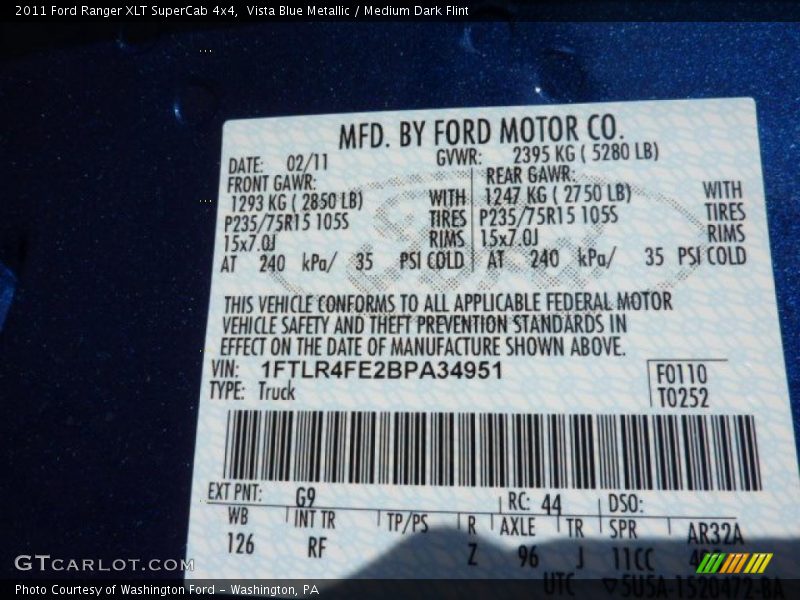 2011 Ford Ranger XLT SuperCab 4x4,  Vista Blue Metallic / Medium Dark Flint
MFD. BY FORD MOTOR CO.
DATE: 02/11 GVWR: 2395 KG ( 5280 LB)
FRONT GAWR: REAR GAWR:
1293 KG ( 2850 LB) WITH 1247 KG ( 2750 LB) WITH
P235/75R15 105S TIRES P235/75R15 105S TIRES
15x7.0J RIMS 15x7.0J RIMS
AT 240 kPa/ 35 PSI COLD AT 240 kPa/ 35 PSI COLD
THIS VEHICLE CONFORMS TO ALL APPLICABLE FEDERAL MOTOR
VEHICLE SAFETY AND THEFT PREVENTION STANDARDS IN
EFFECT ON THE DATE OF MANUFACTURE SHOWN ABOVE.
VIN: 1FTLR4FE2BPA34951 F0110
TYPE: Truck T0252
EXT PNT: G9 RC: 44 DSO:
WB INT TR TP/PS R AXLE TR SPR AR32A
126 RF Z 96 J 11CC
UTC ▽5U5A-1520472-BA
GTCARLOT.COM
Photo Courtesy of Washington Ford - Washington, PA